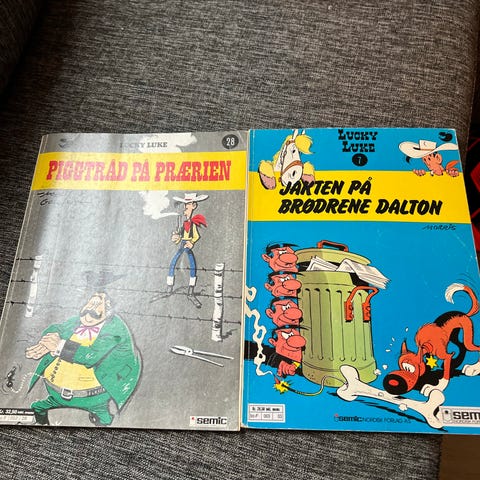 LUCKY LUKE
28
PIGGTRÅD PÅ PRÆRIEN
semic
LUCKY
LUKE
7
JAKTEN PÅ
BRØDRENE DALTON
MORRIS
semic NORDISK FORLAG AS
semic